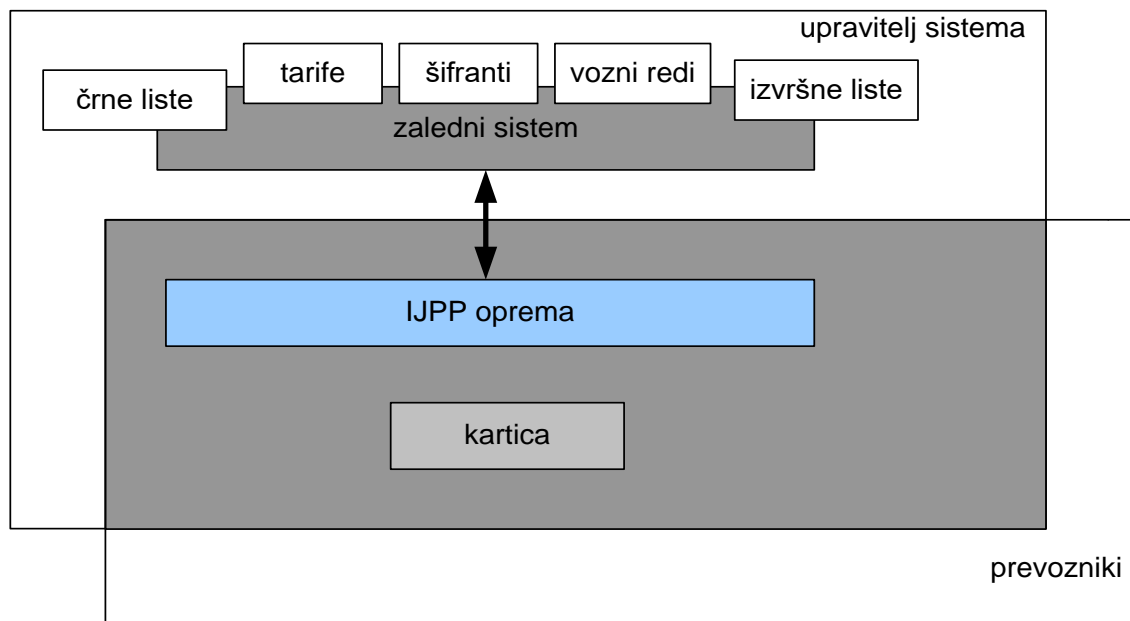 upravitelj sistema
črne liste
tarife
šifranti
vozni redi
izvršne liste
zaledni sistem
IJPP oprema
kartica
prevozniki